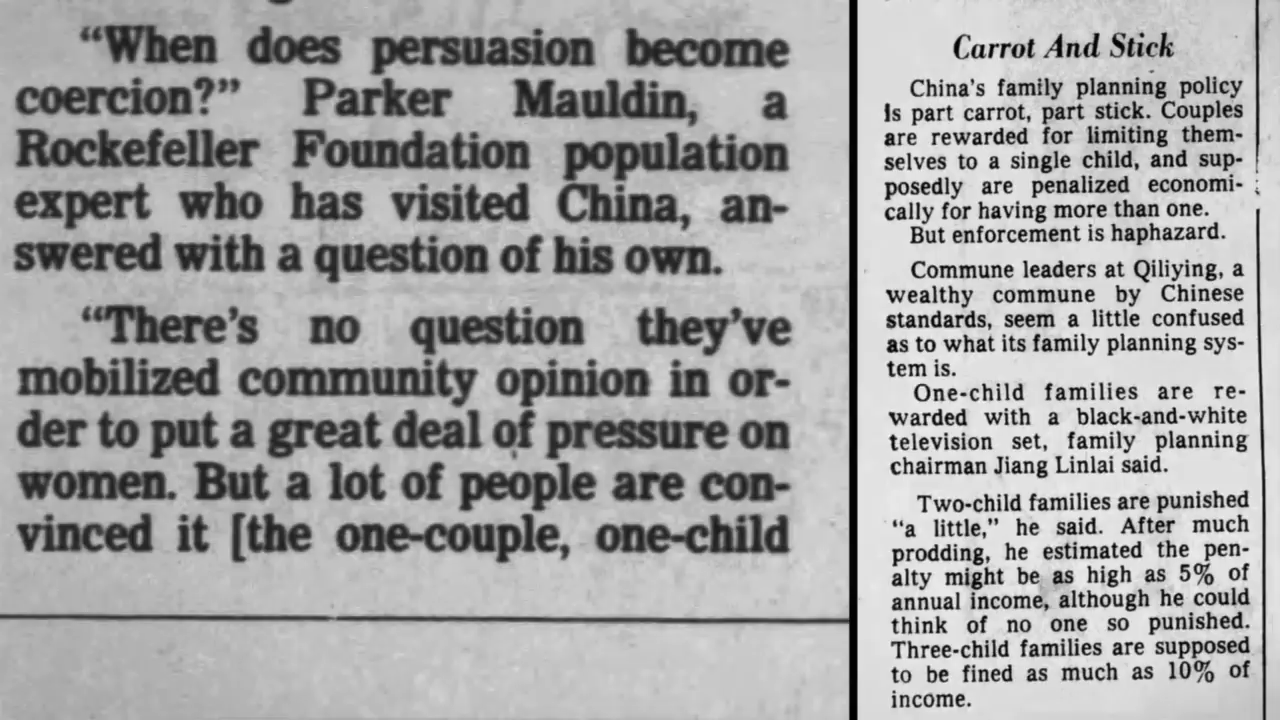 “When does persuasion become
coercion?” Parker Mauldin, a
Rockefeller Foundation population
expert who has visited China, an-
swered with a question of his own.
“There’s no question they’ve
mobilized community opinion in or-
der to put a great deal of pressure on
women. But a lot of people are con-
vinced it [the one-couple, one-child
Carrot And Stick
China’s family planning policy
is part carrot, part stick. Couples
are rewarded for limiting them-
selves to a single child, and sup-
posedly are penalized economi-
cally for having more than one.
But enforcement is haphazard.
Commune leaders at Qiliying, a
wealthy commune by Chinese
standards, seem a little confused
as to what its family planning sys-
tem is.
One-child families are re-
warded with a black-and-white
television set, family planning
chairman Jiang Linlai said.
Two-child families are punished
“a little,” he said. After much
prodding, he estimated the pen-
alty might be as high as 5% of
annual income, although he could
think of no one so punished.
Three-child families are supposed
to be fined as much as 10% of
income.